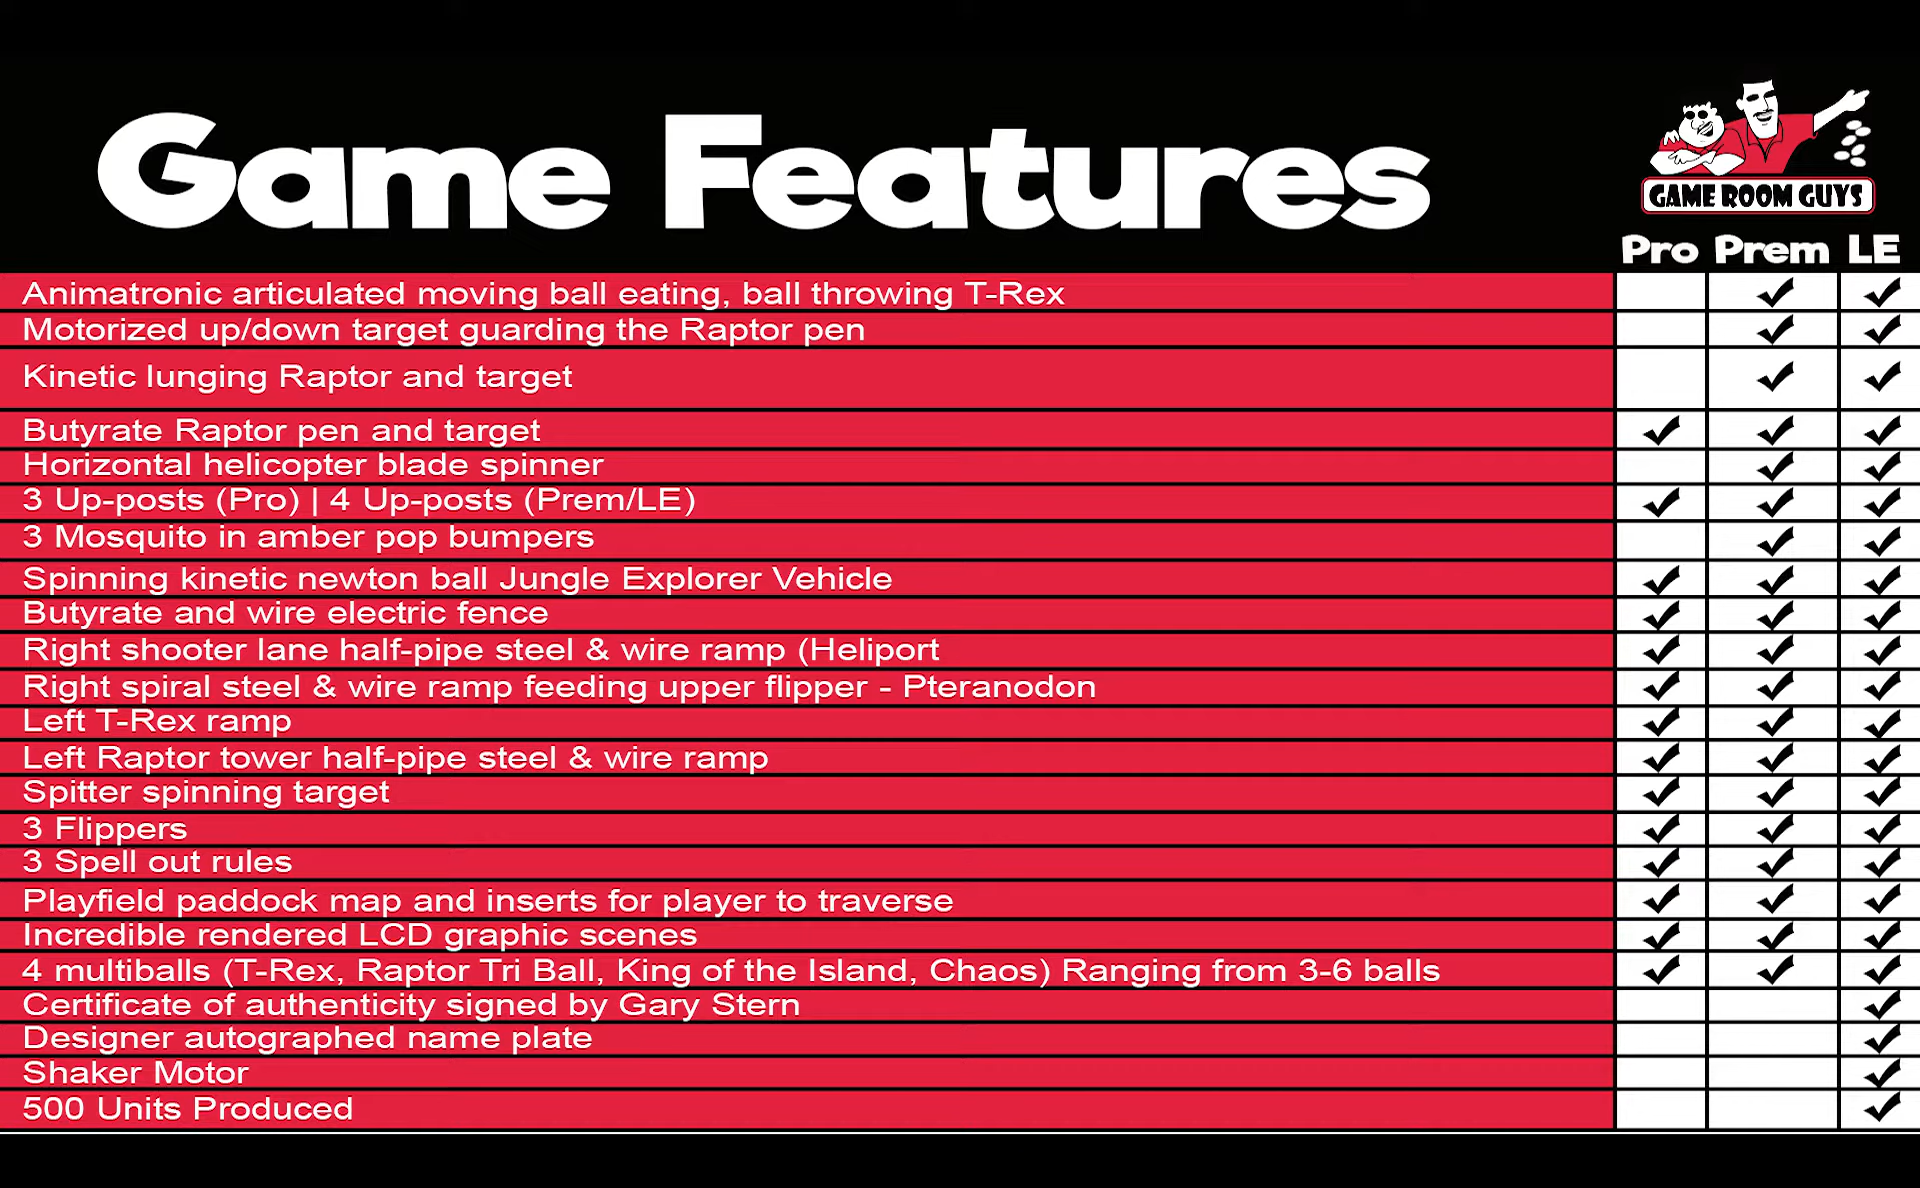 Game Features
GAME ROOM GUYS
Pro Prem LE
Animatronic articulated moving ball eating, ball throwing T-Rex ✓ ✓
Motorized up/down target guarding the Raptor pen ✓ ✓
Kinetic lunging Raptor and target ✓ ✓
Butyrate Raptor pen and target ✓ ✓ ✓
Horizontal helicopter blade spinner ✓ ✓
3 Up-posts (Pro) | 4 Up-posts (Prem/LE) ✓ ✓ ✓
3 Mosquito in amber pop bumpers ✓ ✓
Spinning kinetic newton ball Jungle Explorer Vehicle ✓ ✓ ✓
Butyrate and wire electric fence ✓ ✓ ✓
Right shooter lane half-pipe steel & wire ramp (Heliport ✓ ✓ ✓
Right spiral steel & wire ramp feeding upper flipper - Pteranodon ✓ ✓ ✓
Left T-Rex ramp ✓ ✓ ✓
Left Raptor tower half-pipe steel & wire ramp ✓ ✓ ✓
Spitter spinning target ✓ ✓ ✓
3 Flippers ✓ ✓ ✓
3 Spell out rules ✓ ✓ ✓
Playfield paddock map and inserts for player to traverse ✓ ✓ ✓
Incredible rendered LCD graphic scenes ✓ ✓ ✓
4 multiballs (T-Rex, Raptor Tri Ball, King of the Island, Chaos) Ranging from 3-6 balls ✓ ✓ ✓
Certificate of authenticity signed by Gary Stern ✓
Designer autographed name plate ✓
Shaker Motor ✓
500 Units Produced ✓